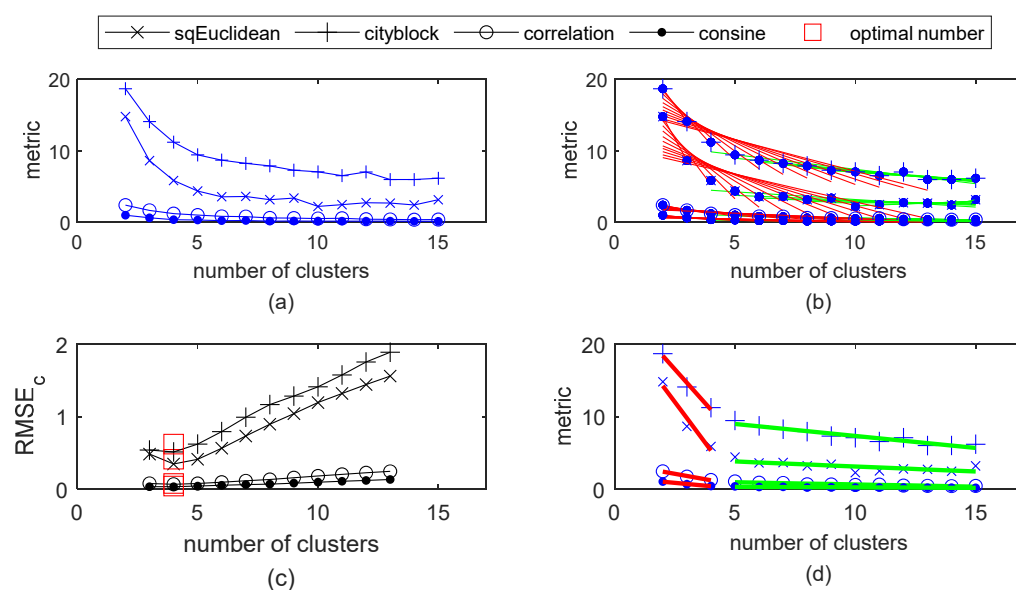 sqEuclidean cityblock correlation consine optimal number
20
10
0
metric
0 5 10 15
number of clusters
(a)
20
10
0
metric
0 5 10 15
number of clusters
(b)
2
1
0
RMSE_c
0 5 10 15
number of clusters
(c)
20
10
0
metric
0 5 10 15
number of clusters
(d)